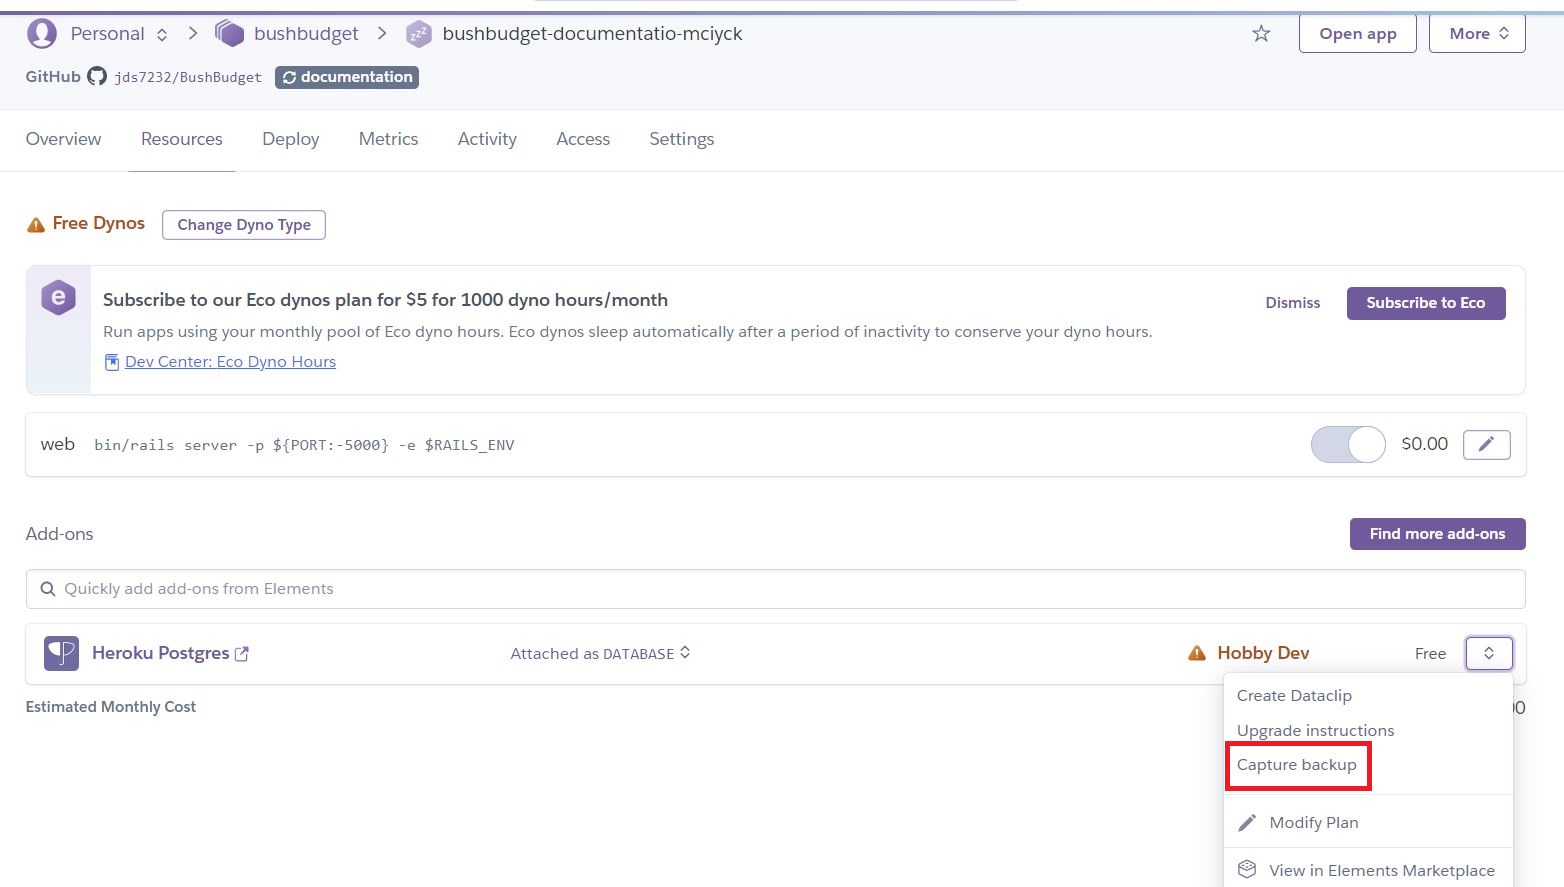 Personal > bushbudget > zzz bushbudget-documentatio-mciyck
Open app More
GitHub jds7232/BushBudget documentation
Overview Resources Deploy Metrics Activity Access Settings
Free Dynos Change Dyno Type
e
Subscribe to our Eco dynos plan for $5 for 1000 dyno hours/month
Dismiss Subscribe to Eco
Run apps using your monthly pool of Eco dyno hours. Eco dynos sleep automatically after a period of inactivity to conserve your dyno hours.
Dev Center: Eco Dyno Hours
web bin/rails server -p ${PORT:-5000} -e $RAILS_ENV $0.00
Add-ons Find more add-ons
Quickly add add-ons from Elements
Heroku Postgres Attached as DATABASE Hobby Dev Free
Create Dataclip
Estimated Monthly Cost
Upgrade instructions
Capture backup
Modify Plan
View in Elements Marketplace